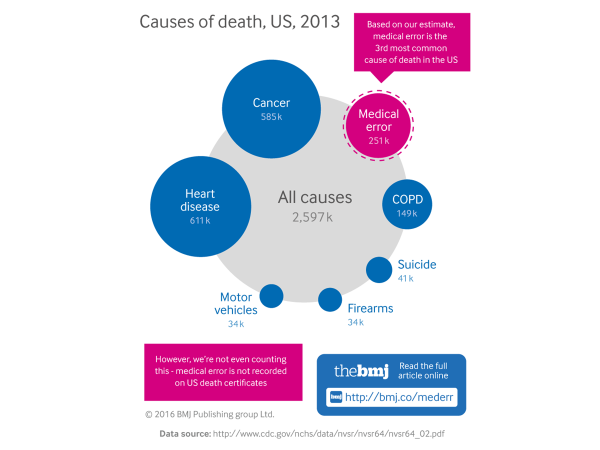 Causes of death, US, 2013
Based on our estimate,
medical error is the
3rd most common
cause of death in the US
Cancer
585k
Medical
error
251k
Heart
disease
611k
All causes
2,597k
COPD
149k
Suicide
41k
Motor
vehicles
34k
Firearms
34k
However, we're not even counting
this - medical error is not recorded
on US death certificates
thebmj
Read the full
article online
bmj http://bmj.co/mederr
© 2016 BMJ Publishing group Ltd.
Data source: http://www.cdc.gov/nchs/data/nvsr/nvsr64/nvsr64_02.pdf